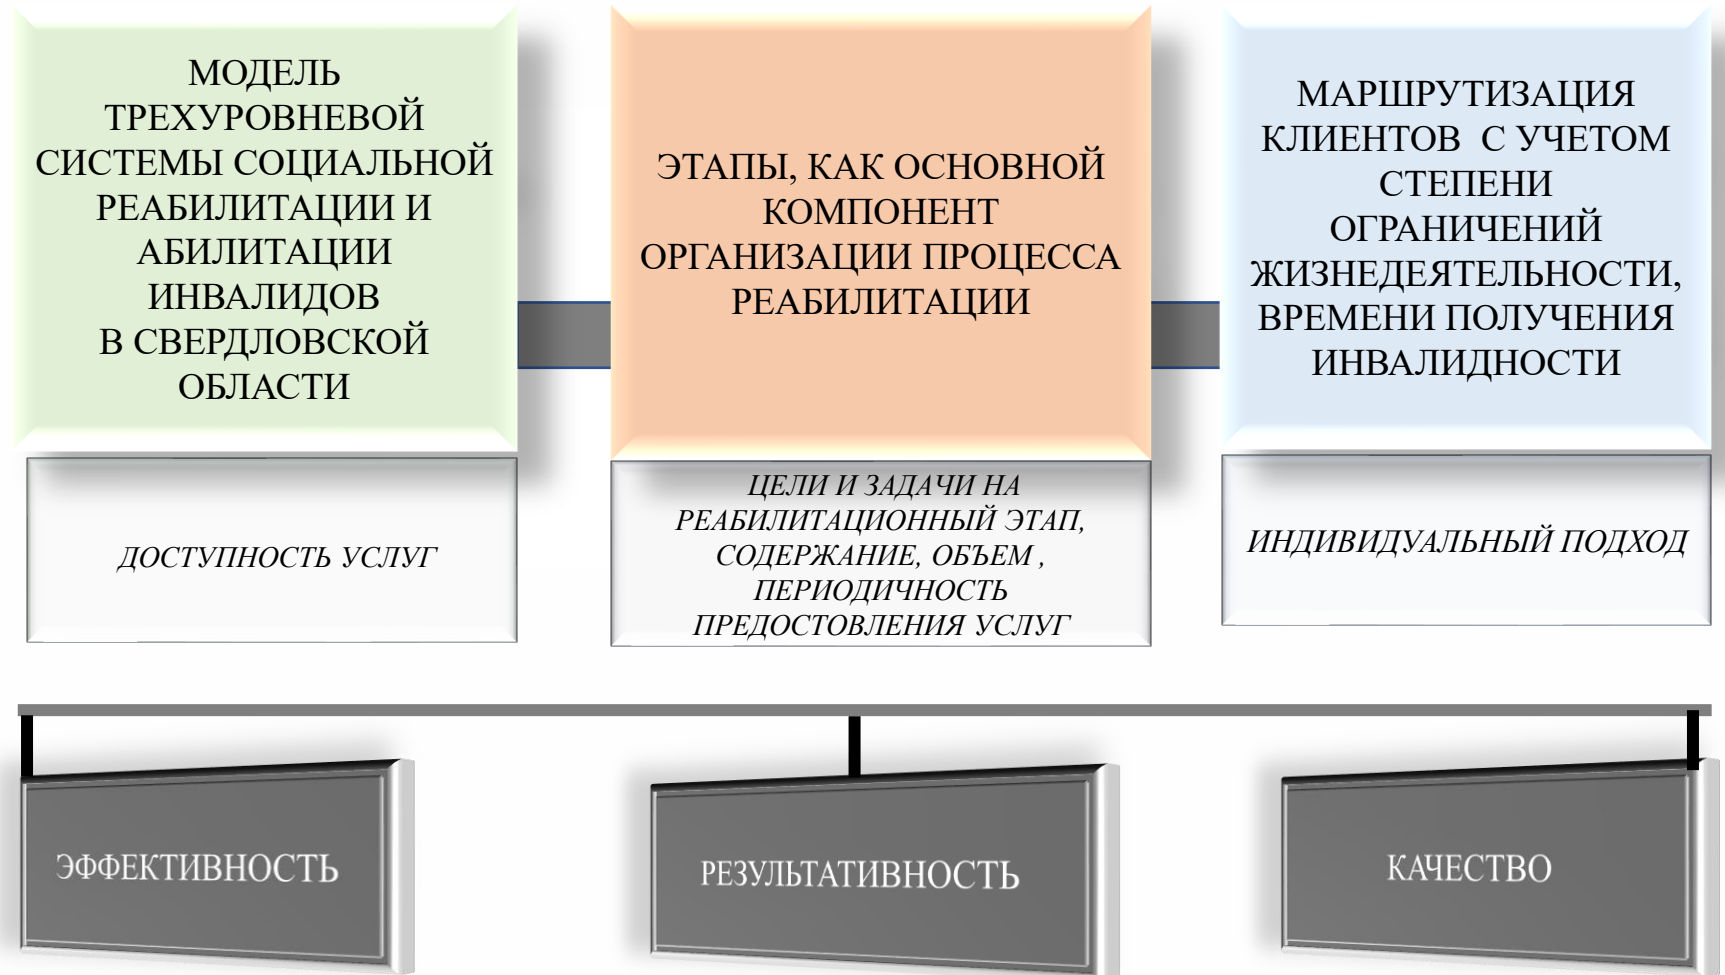 МОДЕЛЬ
ТРЕХУРОВНЕВОЙ
СИСТЕМЫ СОЦИАЛЬНОЙ
РЕАБИЛИТАЦИИ И
АБИЛИТАЦИИ
ИНВАЛИДОВ
В СВЕРДЛОВСКОЙ
ОБЛАСТИ
ДОСТУПНОСТЬ УСЛУГ
ЭТАПЫ, КАК ОСНОВНОЙ
КОМПОНЕНТ
ОРГАНИЗАЦИИ ПРОЦЕССА
РЕАБИЛИТАЦИИ
ЦЕЛИ И ЗАДАЧИ НА
РЕАБИЛИТАЦИОННЫЙ ЭТАП,
СОДЕРЖАНИЕ, ОБЪЕМ ,
ПЕРИОДИЧНОСТЬ
ПРЕДОСТОВЛЕНИЯ УСЛУГ
МАРШРУТИЗАЦИЯ
КЛИЕНТОВ С УЧЕТОМ
СТЕПЕНИ
ОГРАНИЧЕНИЙ
ЖИЗНЕДЕЯТЕЛЬНОСТИ,
ВРЕМЕНИ ПОЛУЧЕНИЯ
ИНВАЛИДНОСТИ
ИНДИВИДУАЛЬНЫЙ ПОДХОД
ЭФФЕКТИВНОСТЬ
РЕЗУЛЬТАТИВНОСТЬ
КАЧЕСТВО